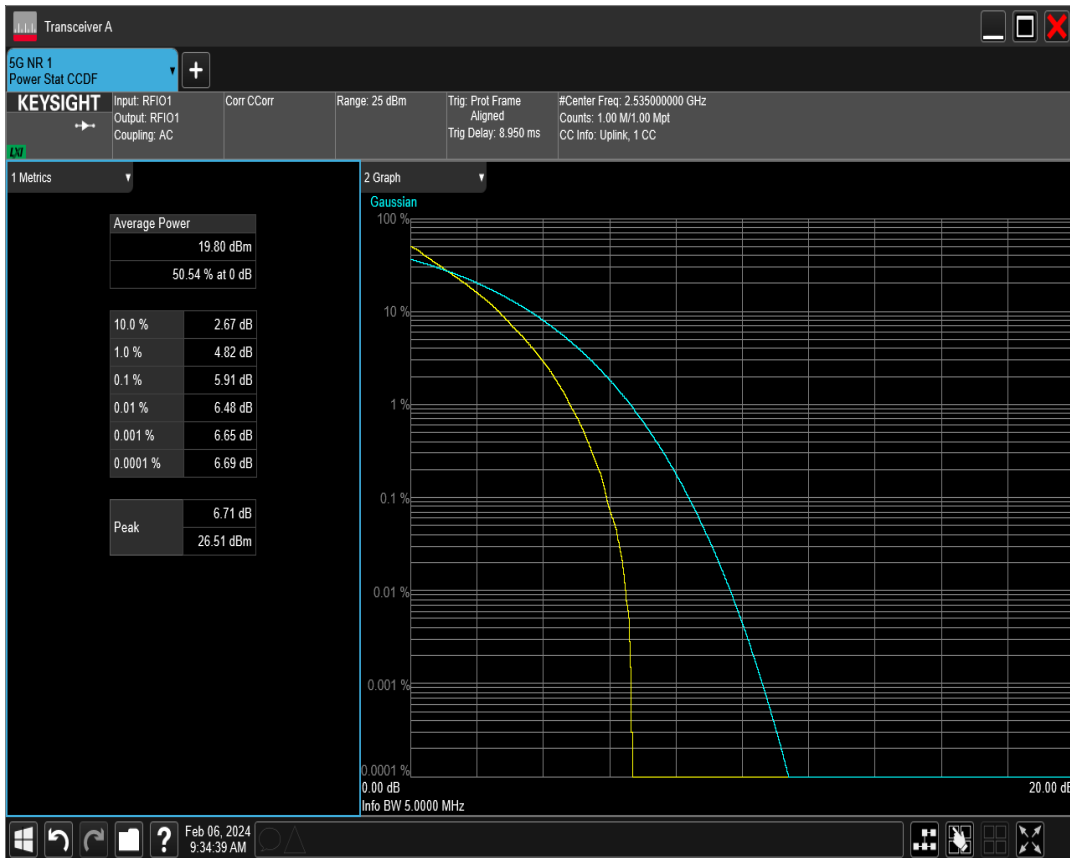 Transceiver A
5G NR 1
Power Stat CCDF
+
KEYSIGHT
LXI
Input: RFIO1
Output: RFIO1
Coupling: AC
Corr CCorr
Range: 25 dBm
Trig: Prot Frame
Aligned
Trig Delay: 8.950 ms
#Center Freq: 2.535000000 GHz
Counts: 1.00 M/1.00 Mpt
CC Info: Uplink, 1 CC
1 Metrics
Average Power
19.80 dBm
50.54 % at 0 dB
10.0 % 2.67 dB
1.0 % 4.82 dB
0.1 % 5.91 dB
0.01 % 6.48 dB
0.001 % 6.65 dB
0.0001 % 6.69 dB
Peak
6.71 dB
26.51 dBm
2 Graph
Gaussian
100 %
10 %
1 %
0.1 %
0.01 %
0.001 %
0.0001 %
0.00 dB 20.00 dB
Info BW 5.0000 MHz
?
Feb 06, 2024
9:34:39 AM